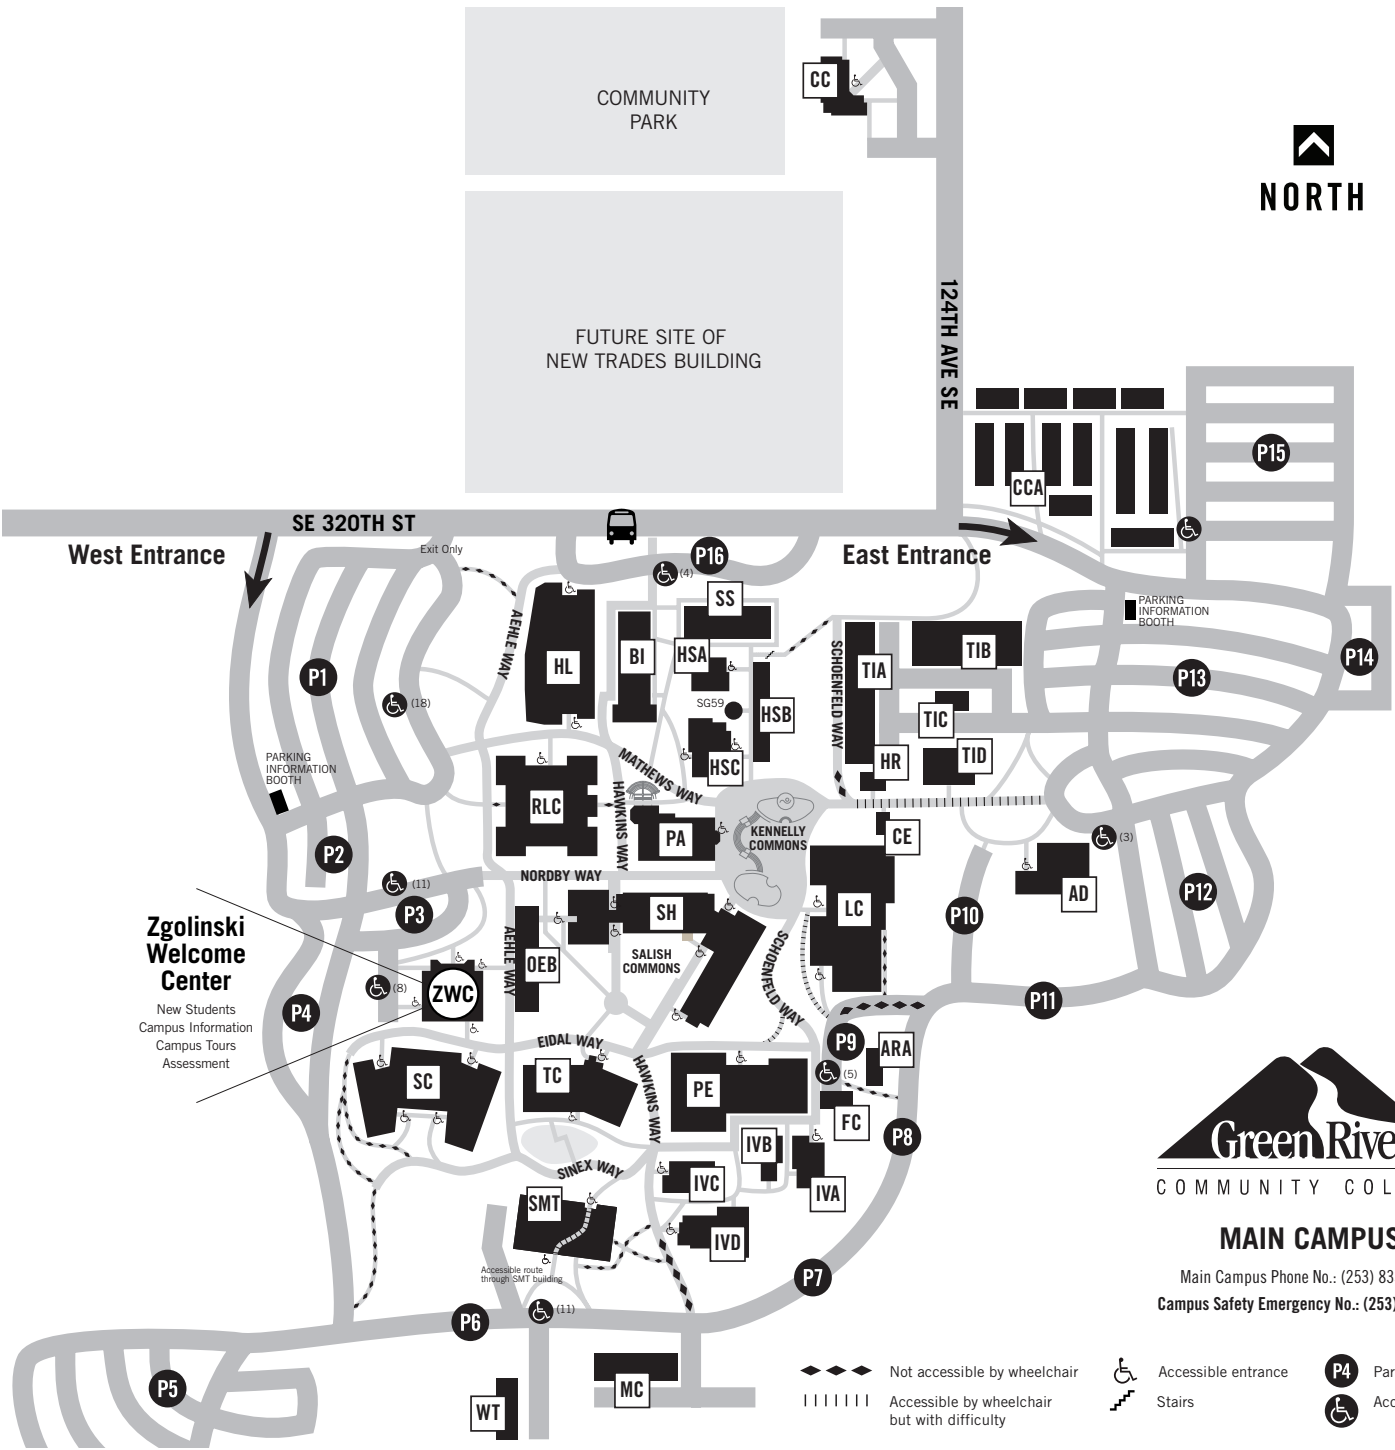 COMMUNITY
PARK
CC
NORTH
124TH AVE SE
FUTURE SITE OF
NEW TRADES BUILDING
P15
CCA
SE 320TH ST
West Entrance
Exit Only
P16
(4)
East Entrance
PARKING
INFORMATION
BOOTH
AEHLE WAY
SS
HL
BI
HSA
SG59
HSB
HSC
SCHOENFELD WAY
TIA
TIB
TIC
TID
HR
P13
P14
P1
(18)
PARKING
INFORMATION
BOOTH
MATHEWS WAY
HAWKINS WAY
RLC
PA
KENNELLY
COMMONS
CE
(3)
AD
P12
P2
(11)
P3
NORDBY WAY
SH
LC
P10
Zgolinski
Welcome
Center
New Students
Campus Information
Campus Tours
Assessment
AEHLE WAY
OEB
SALISH
COMMONS
SCHOENFELD WAY
ZWC
(8)
P4
P11
EIDAL WAY
P9
ARA
(5)
SC
TC
HAWKINS WAY
PE
FC
P8
IVB
IVA
IVC
IVD
SINEX WAY
SMT
Accessible route
through SMT building
P7
(11)
P6
P5
WT
MC
Green Rive
COMMUNITY COL
MAIN CAMPUS
Main Campus Phone No.: (253) 83
Campus Safety Emergency No.: (253)
Not accessible by wheelchair
Accessible by wheelchair
but with difficulty
Accessible entrance
Stairs
P4 Par
Acc